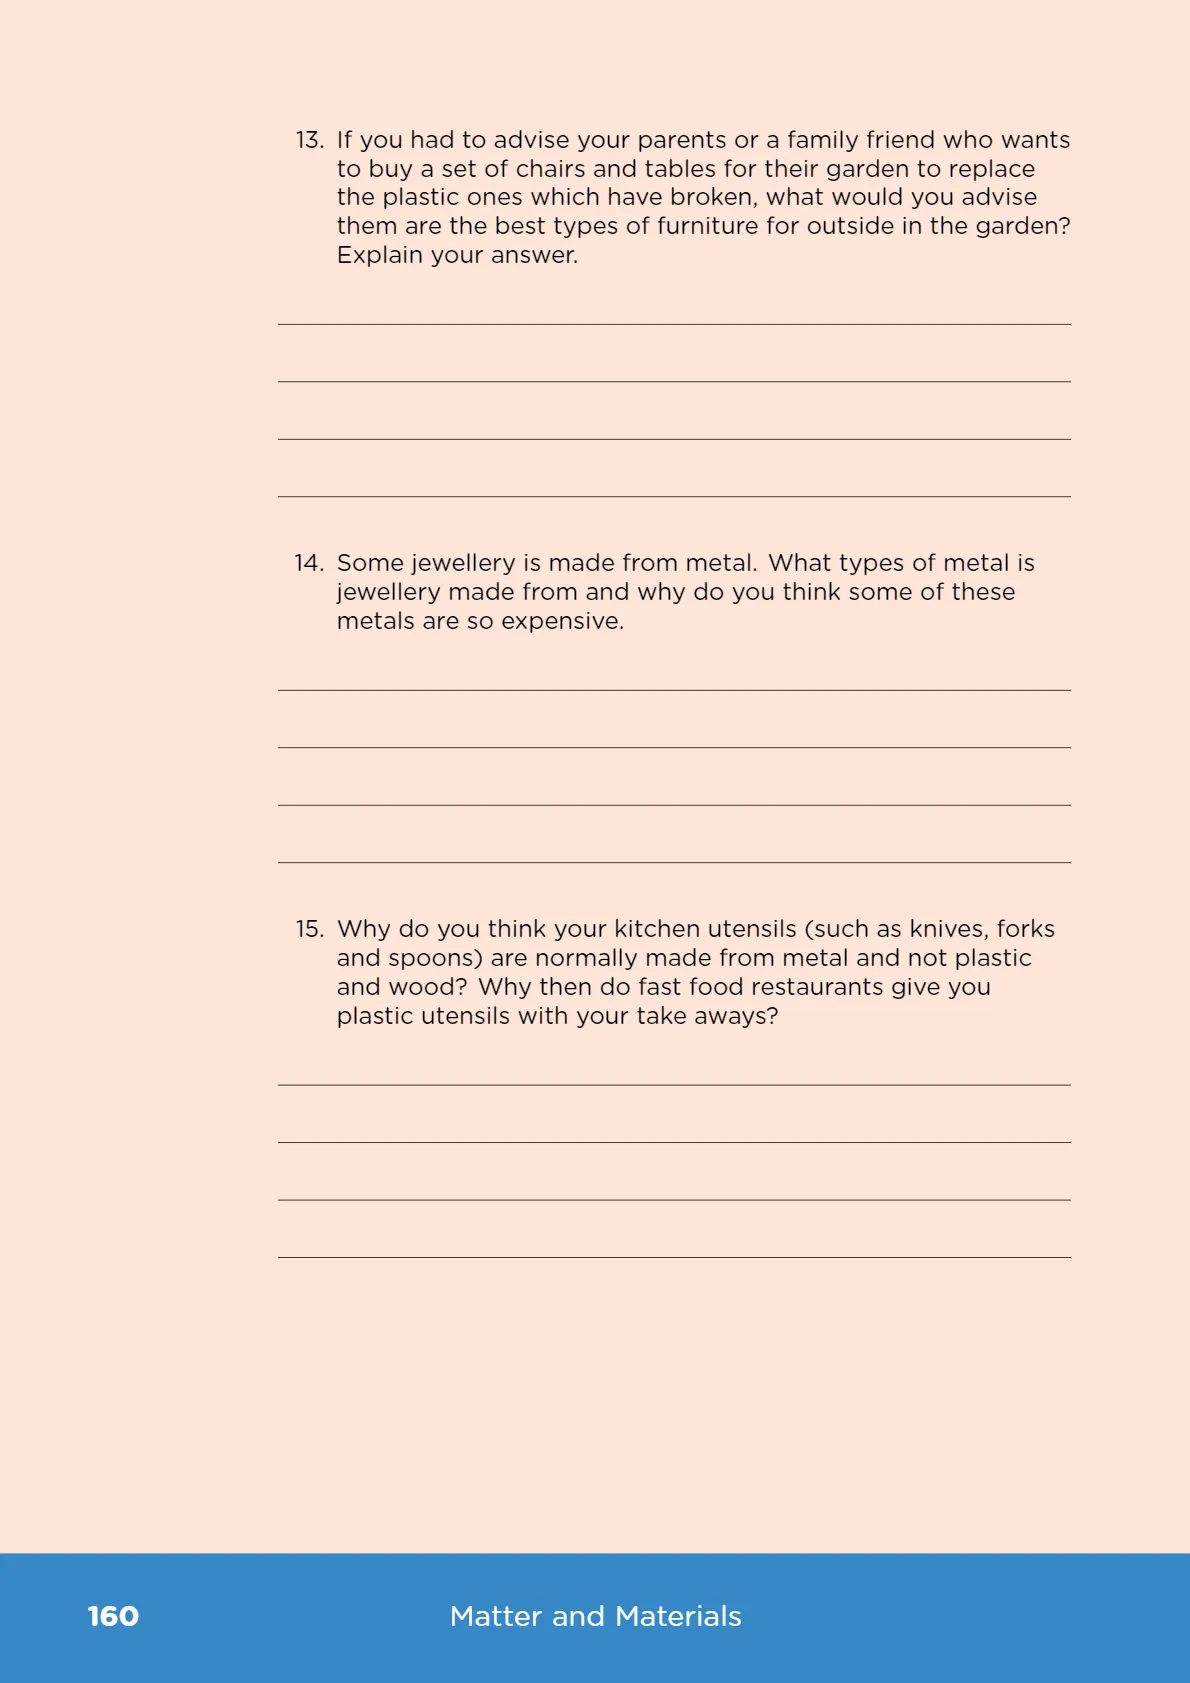 13. If you had to advise your parents or a family friend who wants
to buy a set of chairs and tables for their garden to replace
the plastic ones which have broken, what would you advise
them are the best types of furniture for outside in the garden?
Explain your answer.
14. Some jewellery is made from metal. What types of metal is
jewellery made from and why do you think some of these
metals are so expensive.
15. Why do you think your kitchen utensils (such as knives, forks
and spoons) are normally made from metal and not plastic
and wood? Why then do fast food restaurants give you
plastic utensils with your take aways?
160 Matter and Materials